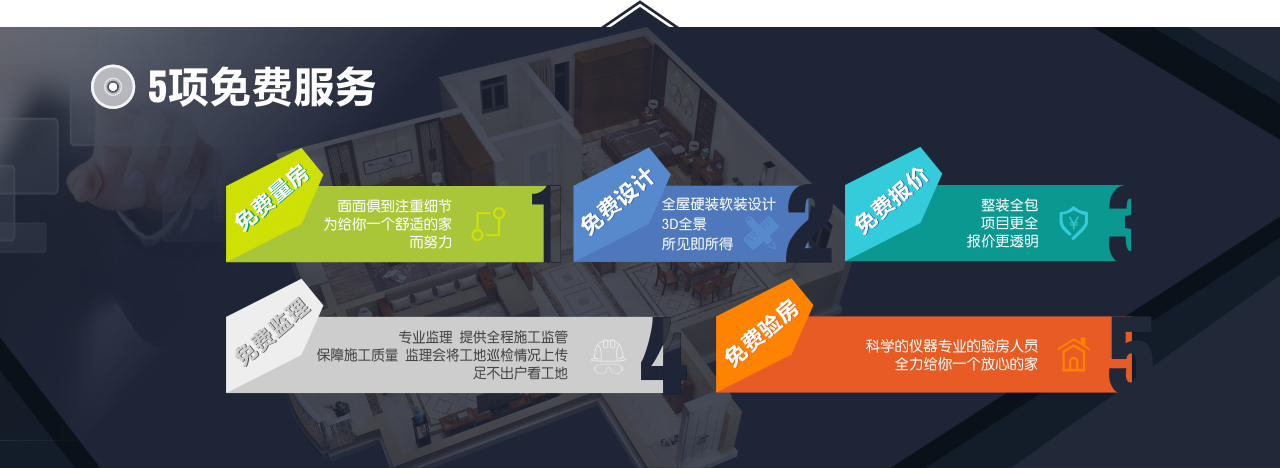 5项免费服务
免费量房
面面俱到注重细节
为给你一个舒适的家
而努力
1
免费设计
全屋硬装软装设计
3D全景
所见即所得
2
免费报价
整装全包
项目更全
报价更透明
¥
3
免费监理
专业监理 提供全程施工监管
保障施工质量 监理会将工地巡检情况上传
足不出户看工地
4
免费验房
科学的仪器专业的验房人员
全力给你一个放心的家
5